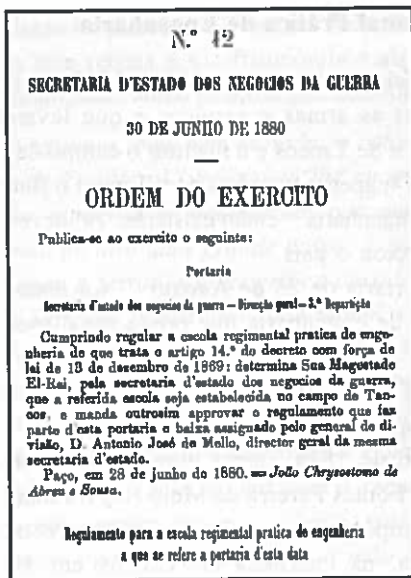 N.º 42
SECRETARIA D'ESTADO DOS NEGOCIOS DA GUERRA
30 DE JUNHO DE 1880
ORDEM DO EXERCITO
Publica-se ao exercito o seguinte:
Portaria
Secretaria d'estado dos negocios da guerra — Direcção geral — 2.ª Repartição
Cumprindo regular a escola regimental pratica de enge-
nheria de que trata o artigo 14.º do decreto com força de
lei de 13 de dezembro de 1869: determina Sua Magestade
El-Rei, pela secretaria d'estado dos negocios da guerra,
que a referida escola seja estabelecida no campo de Tan-
cos, e manda outrosim approvar o regulamento que faz
parte d'esta portaria e baixa assignado pelo general de di-
visão, D. Antonio José de Mello, director geral da mesma
secretaria d'estado.
Paço, em 28 de junho de 1880. = João Chrysostomo de
Abreu e Sousa.
Regulamento para a escola regimental pratica de engenheria
a que se refere a portaria d'esta data